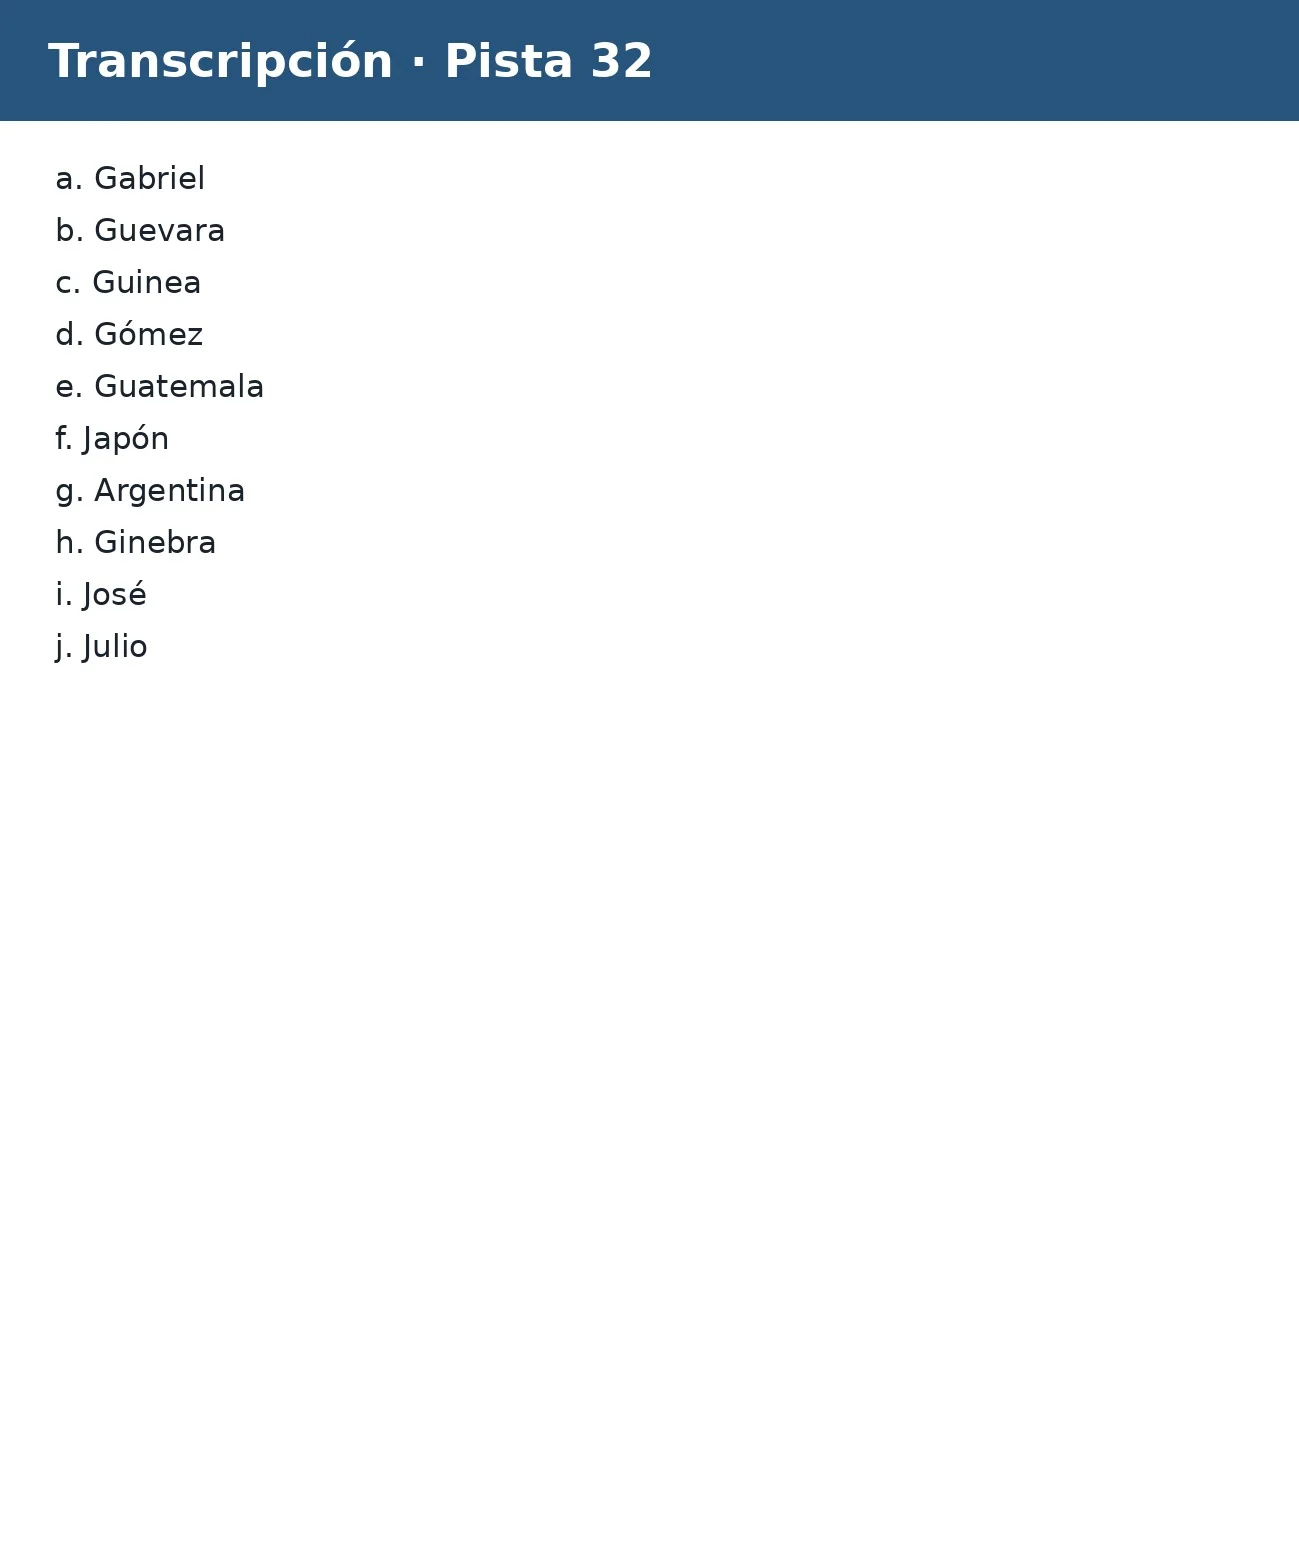 Transcripción · Pista 32
a. Gabriel
b. Guevara
c. Guinea
d. Gómez
e. Guatemala
f. Japón
g. Argentina
h. Ginebra
i. José
j. Julio